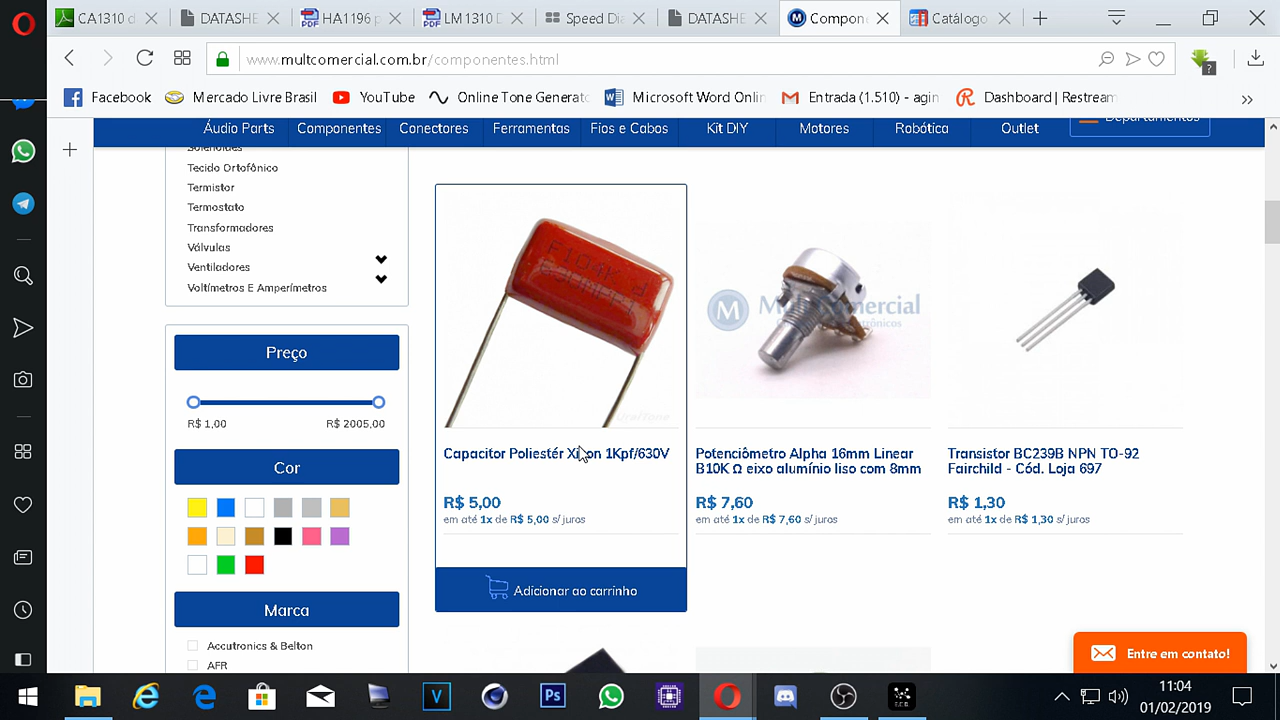 CA1310 d
DATASHE
HA1196 p
LM1310 D
Speed Di
DATASHE
Compon
Catálogo
www.multcomercial.com.br/componentes.html
?
Facebook
Mercado Livre Brasil
YouTube
Online Tone Generato
Microsoft Word Onlin
Entrada (1.510) - agin
Dashboard | Restream
»
Áudio Parts
Componentes
Conectores
Ferramentas
Fios e Cabos
Kit DIY
Motores
Robótica
Outlet
Departamentos
Solenoides
Tecido Ortofônico
Termistor
Termostato
Transformadores
Válvulas
Ventiladores
Voltímetros E Amperímetros
Preço
R$ 1,00
R$ 2005,00
Cor
Marca
Accutronics & Belton
AFR
Capacitor Poliestér Xicon 1Kpf/630V
R$ 5,00
em até 1x de R$ 5,00 s/ juros
Adicionar ao carrinho
MultComercial
Potenciômetro Alpha 16mm Linear
B10K Ω eixo alumínio liso com 8mm
R$ 7,60
em até 1x de R$ 7,60 s/ juros
Transistor BC239B NPN TO-92
Fairchild - Cód. Loja 697
R$ 1,30
em até 1x de R$ 1,30 s/ juros
Entre em contato!
11:04
01/02/2019